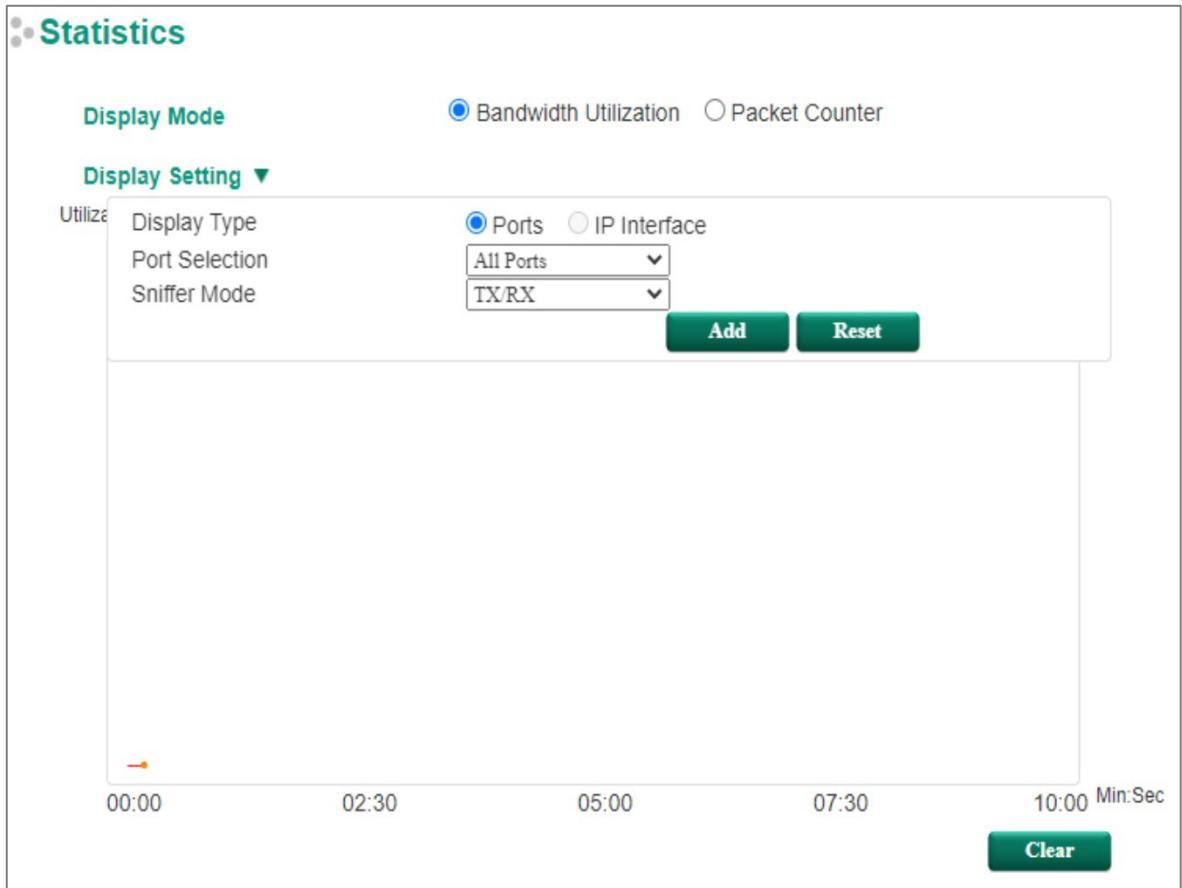 Statistics
Display Mode Bandwidth Utilization Packet Counter
Display Setting ▼
Utiliza
Display Type Ports IP Interface
Port Selection All Ports
Sniffer Mode TX/RX
Add Reset
00:00 02:30 05:00 07:30 10:00 Min:Sec
Clear